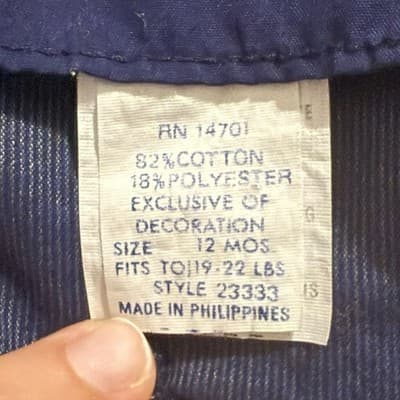 RN 14701
82% COTTON
18% POLYESTER
EXCLUSIVE OF
DECORATION
SIZE 12 MOS
FITS TO 19-22 LBS
STYLE 23333
MADE IN PHILIPPINES